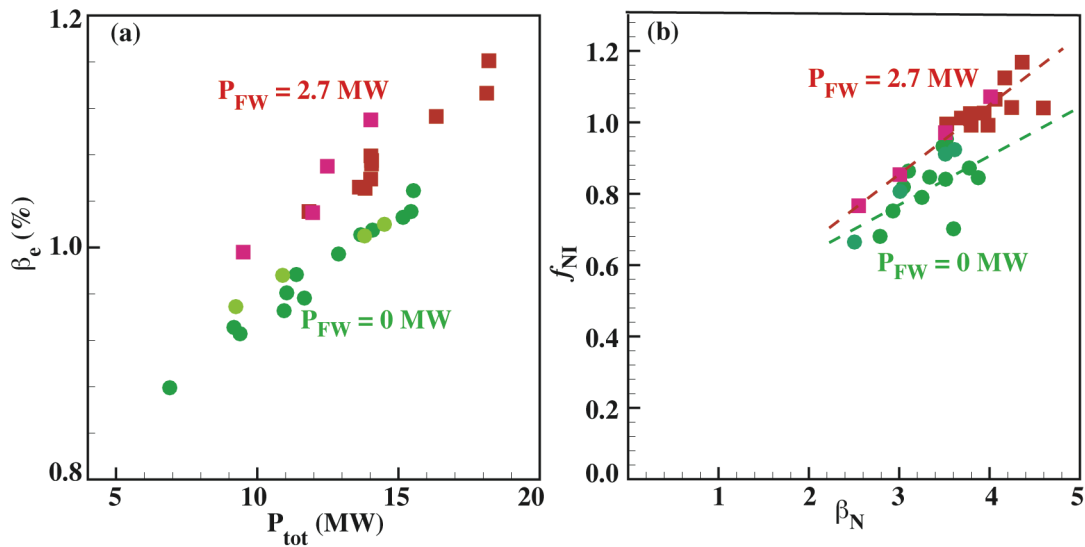 (a)
P_FW = 2.7 MW
P_FW = 0 MW
β_e (%)
1.2
1.0
0.8
5 10 15 20
P_tot (MW)
(b)
P_FW = 2.7 MW
P_FW = 0 MW
f_NI
1.2
1.0
0.8
0.6
0.4
0.2
0.0
1 2 3 4 5
β_N